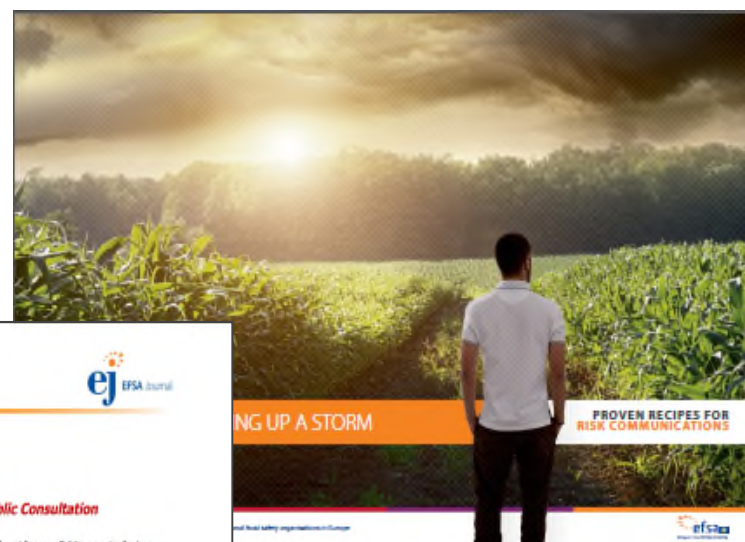 ej EFSA Journal
NG UP A STORM
PROVEN RECIPES FOR
RISK COMMUNICATIONS
blic Consultation
food safety organisations in Europe
efsa